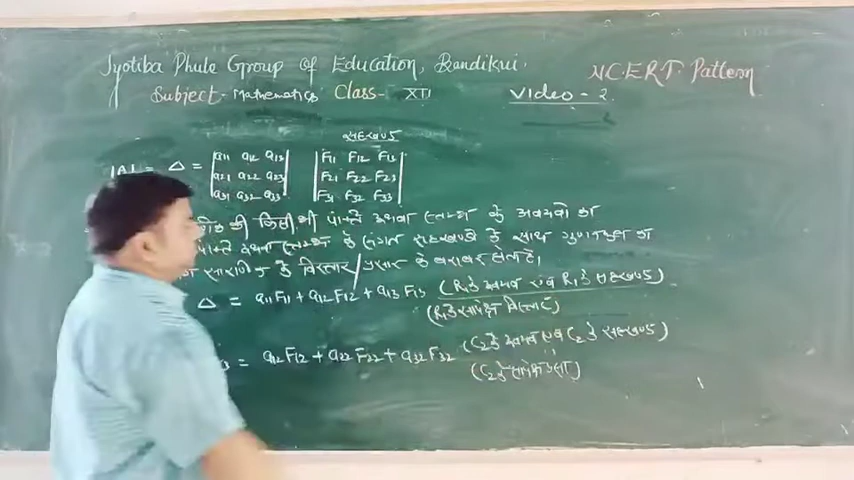 Jyotiba Phule Group of Education, Bandikui.
NCERT Pattern
Subject- Mathematics Class- XII Video - 2
सहखण्ड
|A| = Δ = | a11 a12 a13 | | F11 F12 F13 |
| a21 a22 a23 | | F21 F22 F23 |
| a31 a32 a33 | | F31 F32 F33 |
की किसी भी पंक्ति अथवा स्तम्भ के अवयवों का
पंक्ति अथवा स्तम्भ के संगत सहखण्डों के साथ गुणनफल का
सारणिक के विस्तार/प्रसार के बराबर होता है।
Δ = a11F11 + a12F12 + a13F13 (R1 के अवयव एवं R1 के सहखण्ड)
(R1 के सापेक्ष विस्तार)
= a12F12 + a22F22 + a32F32 (C2 के अवयव एवं C2 के सहखण्ड)
(C2 के सापेक्ष